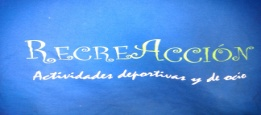 RECREACCIÓN
Actividades deportivas y de ocio